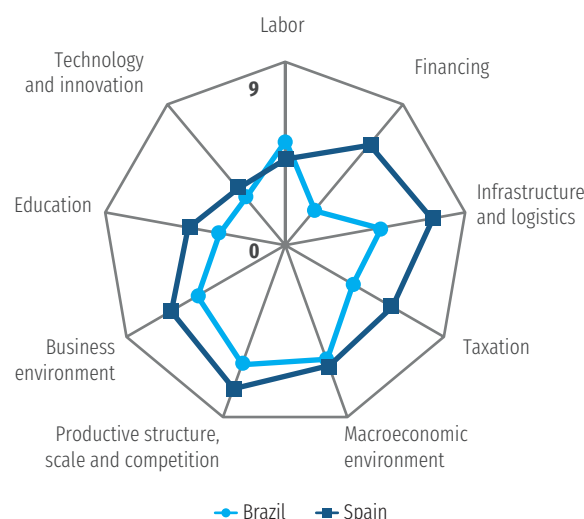 Labor
Technology
and innovation
9
Financing
Education
Infrastructure
and logistics
0
Business
environment
Taxation
Productive structure,
scale and competition
Macroeconomic
environment
Brazil
Spain